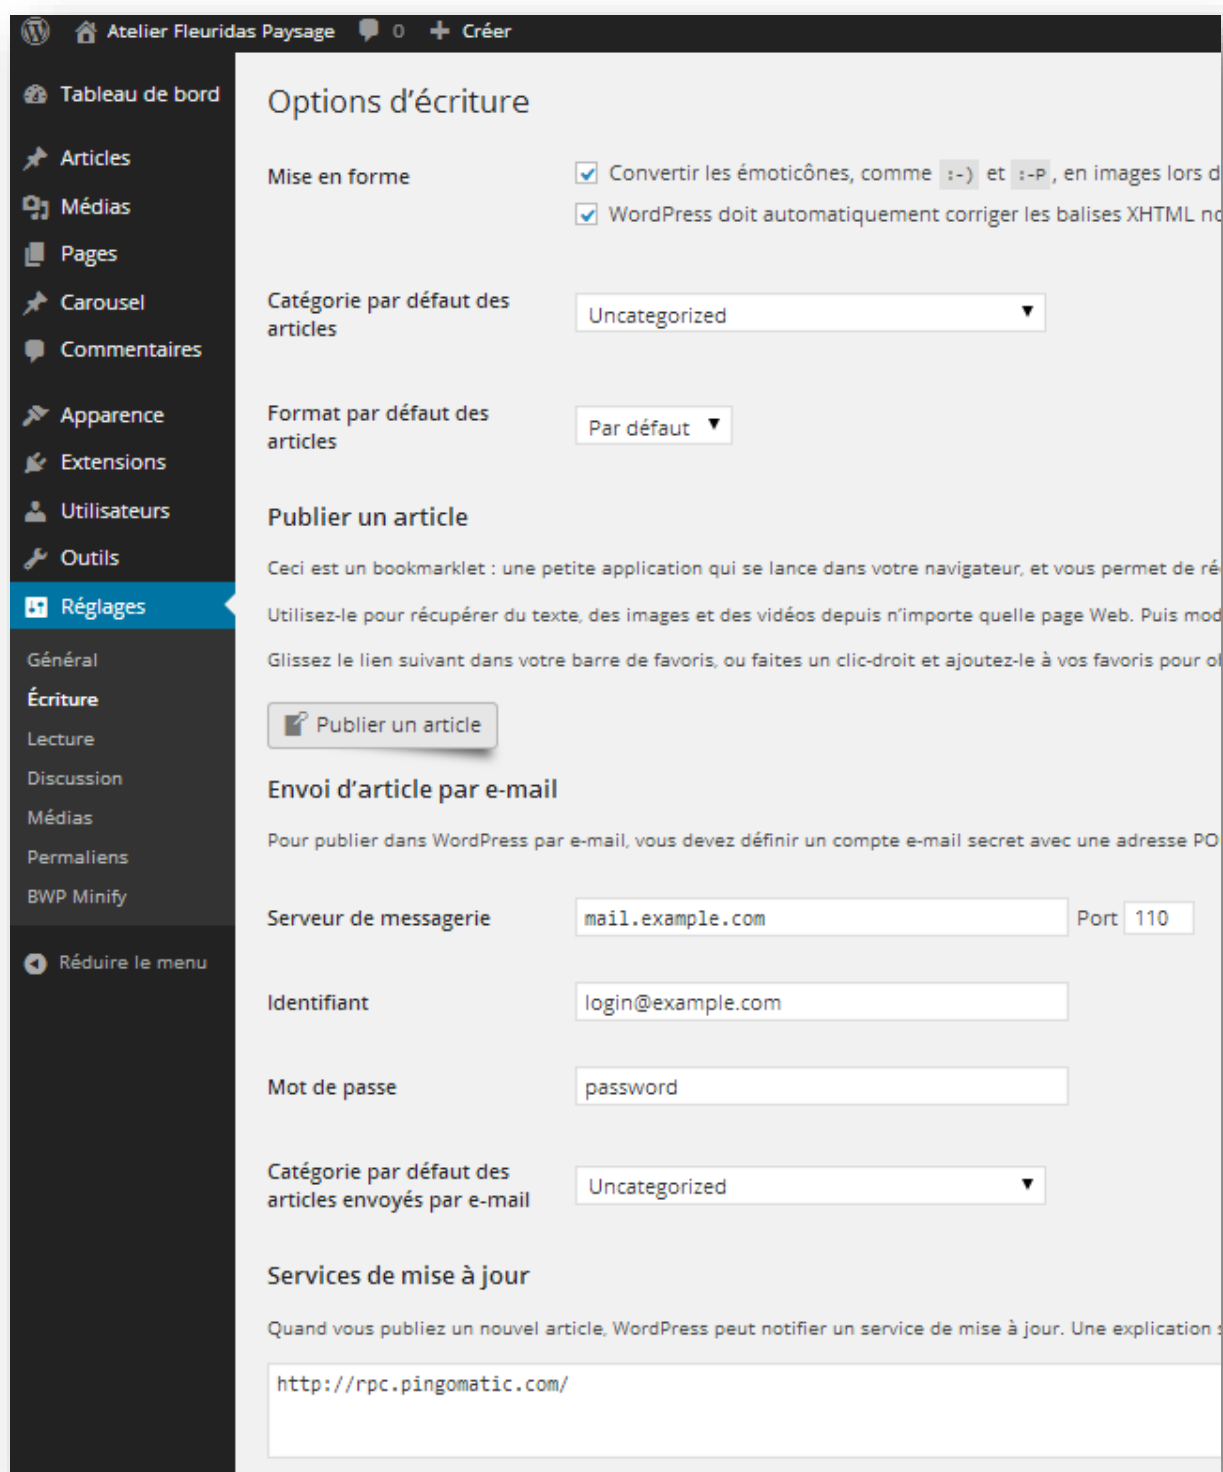 Atelier Fleuridas Paysage 0 + Créer
Tableau de bord
Articles
Médias
Pages
Carousel
Commentaires
Apparence
Extensions
Utilisateurs
Outils
Réglages
Général
Écriture
Lecture
Discussion
Médias
Permaliens
BWP Minify
Réduire le menu
Options d’écriture
Mise en forme
Convertir les émoticônes, comme :-) et :-P, en images lors
WordPress doit automatiquement corriger les balises XHTML
Catégorie par défaut des
articles
Uncategorized
Format par défaut des
articles
Par défaut
Publier un article
Ceci est un bookmarklet : une petite application qui se lance dans votre navigateur, et vous permet de
Utilisez-le pour récupérer du texte, des images et des vidéos depuis n’importe quelle page Web. Puis
Glissez le lien suivant dans votre barre de favoris, ou faites un clic-droit et ajoutez-le à vos favoris pour
Publier un article
Envoi d’article par e-mail
Pour publier dans WordPress par e-mail, vous devez définir un compte e-mail secret avec une adresse
Serveur de messagerie
mail.example.com
Port 110
Identifiant
login@example.com
Mot de passe
password
Catégorie par défaut des
articles envoyés par e-mail
Uncategorized
Services de mise à jour
Quand vous publiez un nouvel article, WordPress peut notifier un service de mise à jour. Une explication
http://rpc.pingomatic.com/